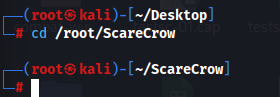 ┌──(root㉿kali)-[~/Desktop]
└─# cd /root/ScareCrow
┌──(root㉿kali)-[~/ScareCrow]
└─#